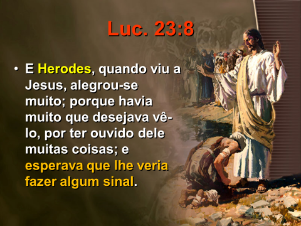 Luc. 23:8
• E Herodes, quando viu a
Jesus, alegrou-se
muito; porque havia
muito que desejava vê-
lo, por ter ouvido dele
muitas coisas; e
esperava que lhe veria
fazer algum sinal.